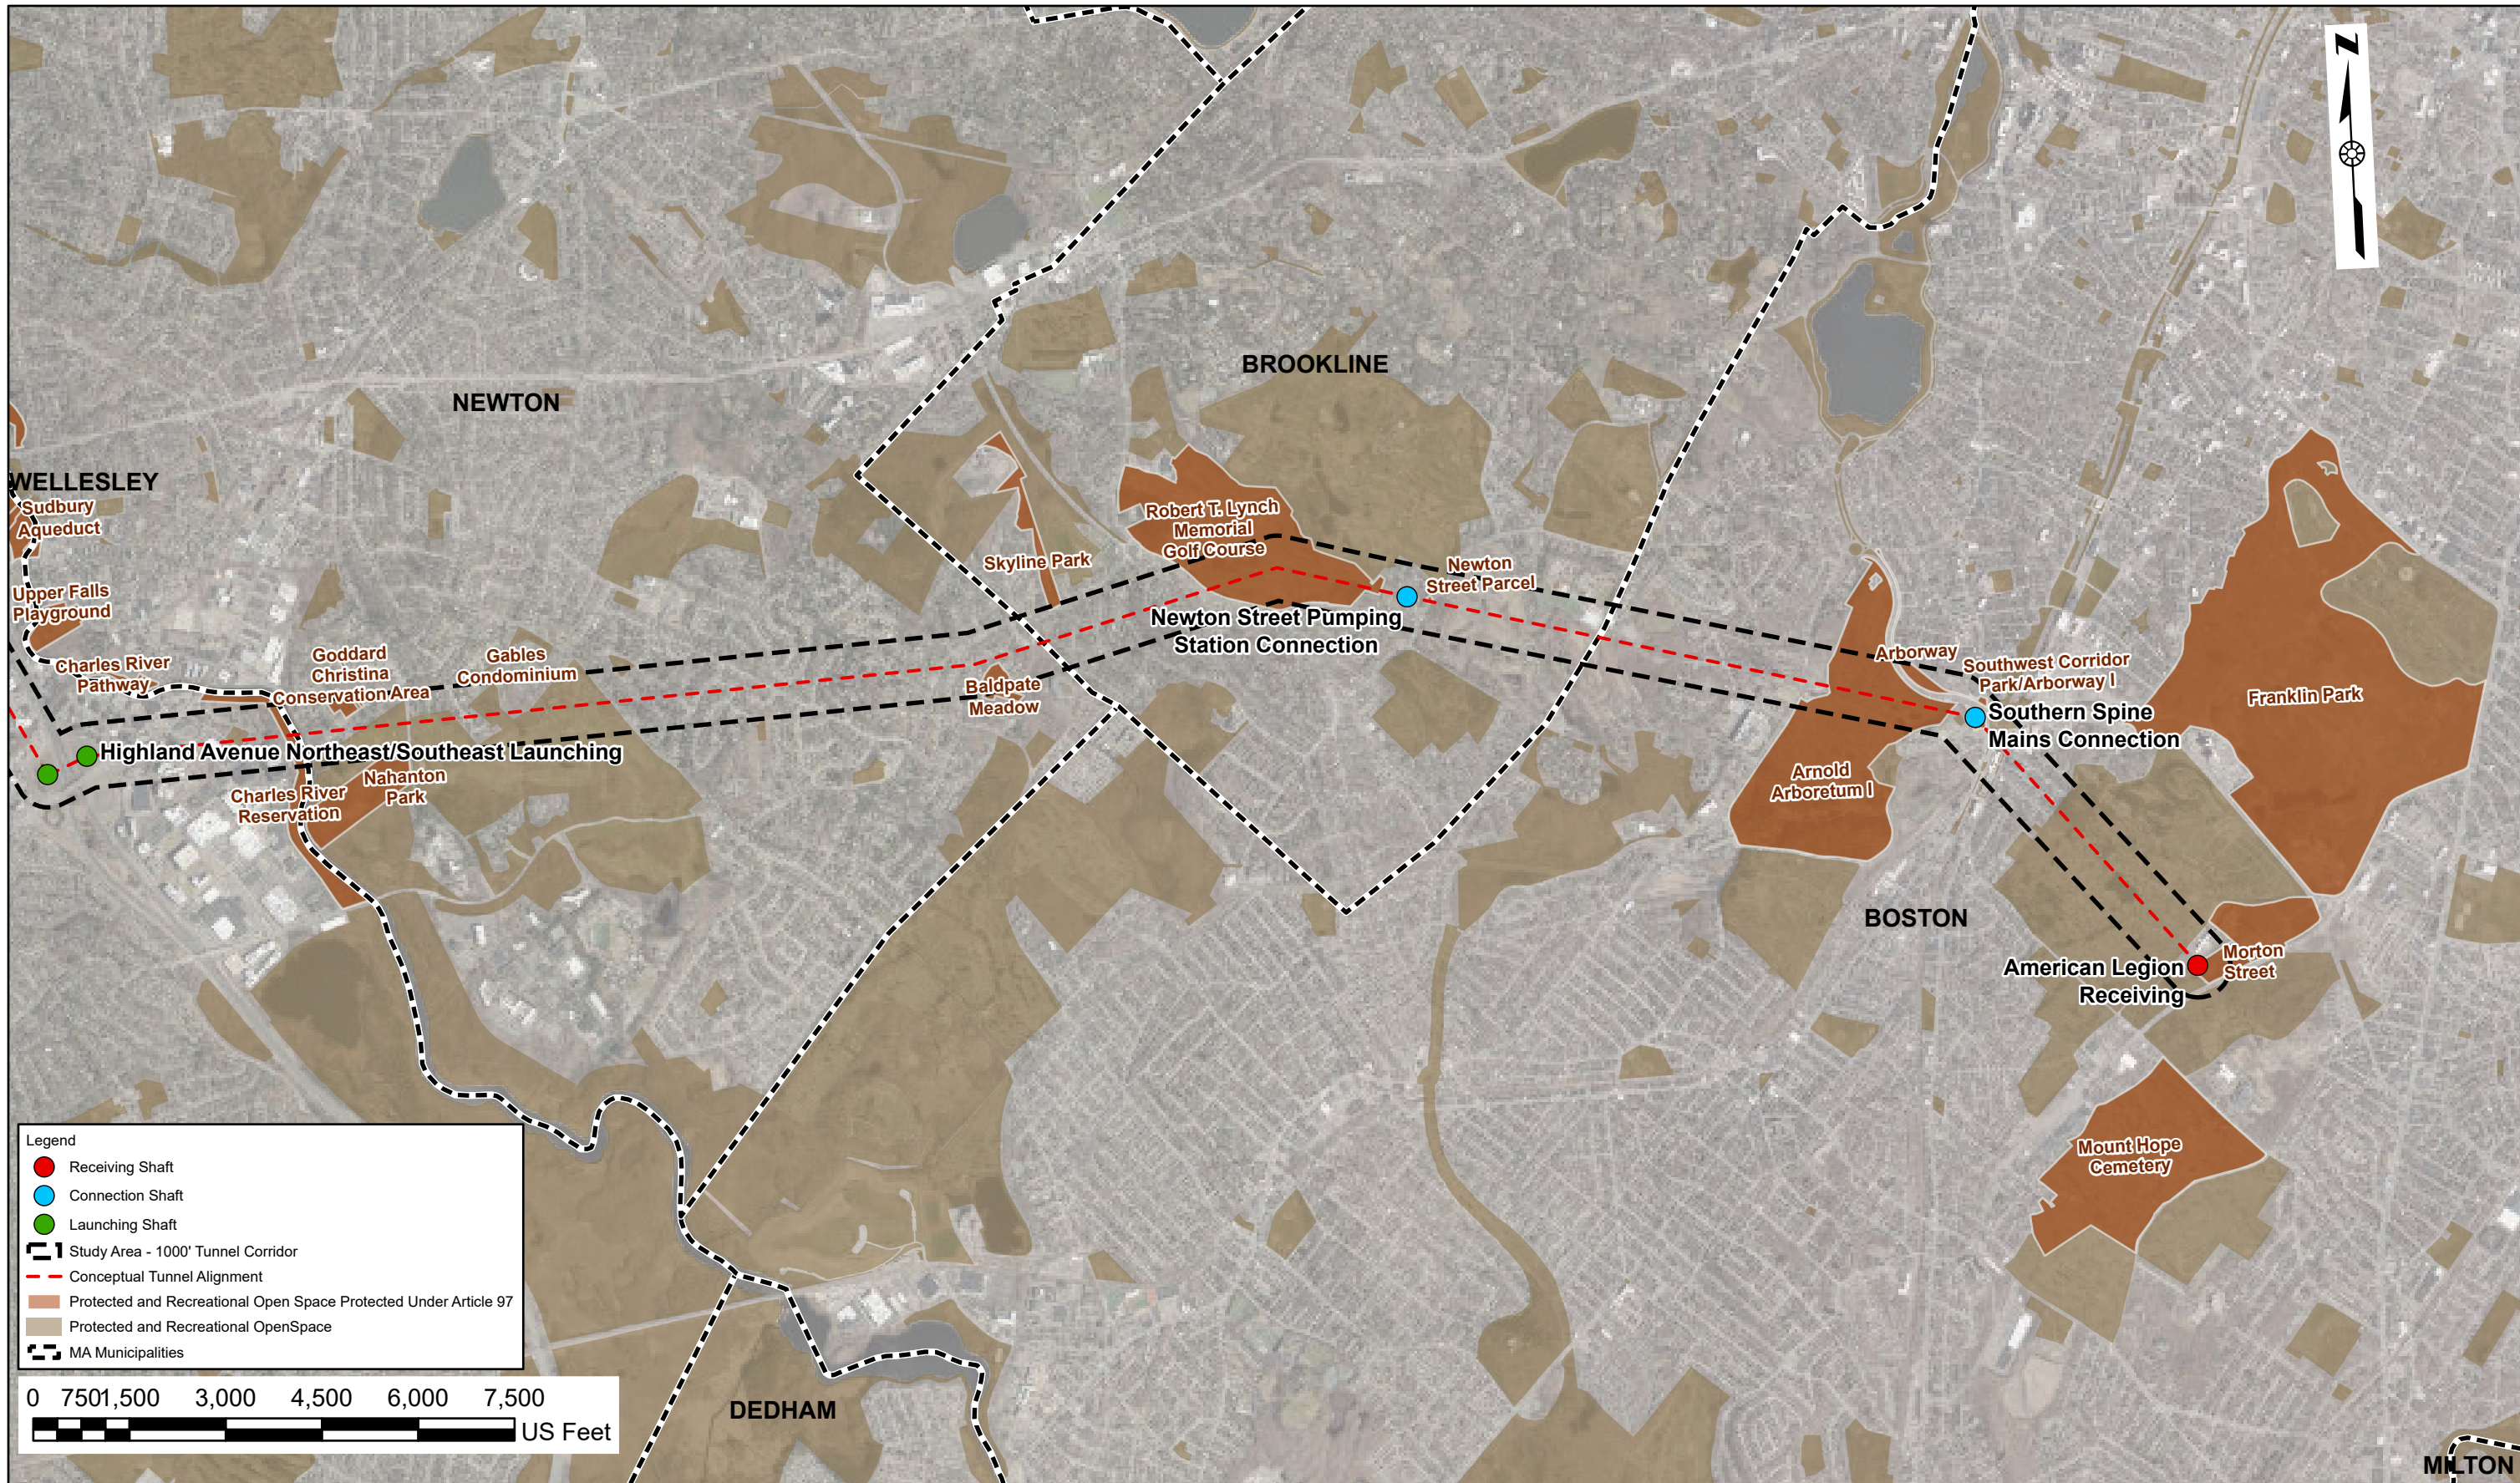 N
BROOKLINE
NEWTON
WELLESLEY
Sudbury
Aqueduct
Robert T. Lynch
Memorial
Golf Course
Skyline Park
Newton
Street Parcel
Upper Falls
Playground
Newton Street Pumping
Station Connection
Charles River
Pathway
Goddard
Christina
Conservation Area
Gables
Condominium
Baldpate
Meadow
Arborway
Southwest Corridor
Park/Arborway I
Franklin Park
Southern Spine
Mains Connection
Highland Avenue Northeast/Southeast Launching
Nahanton
Park
Charles River
Reservation
Arnold
Arboretum I
BOSTON
American Legion
Receiving
Morton
Street
Mount Hope
Cemetery
Legend
Receiving Shaft
Connection Shaft
Launching Shaft
Study Area - 1000' Tunnel Corridor
Conceptual Tunnel Alignment
Protected and Recreational Open Space Protected Under Article 97
Protected and Recreational OpenSpace
MA Municipalities
0 750 1,500 3,000 4,500 6,000 7,500
US Feet
DEDHAM
MILTON